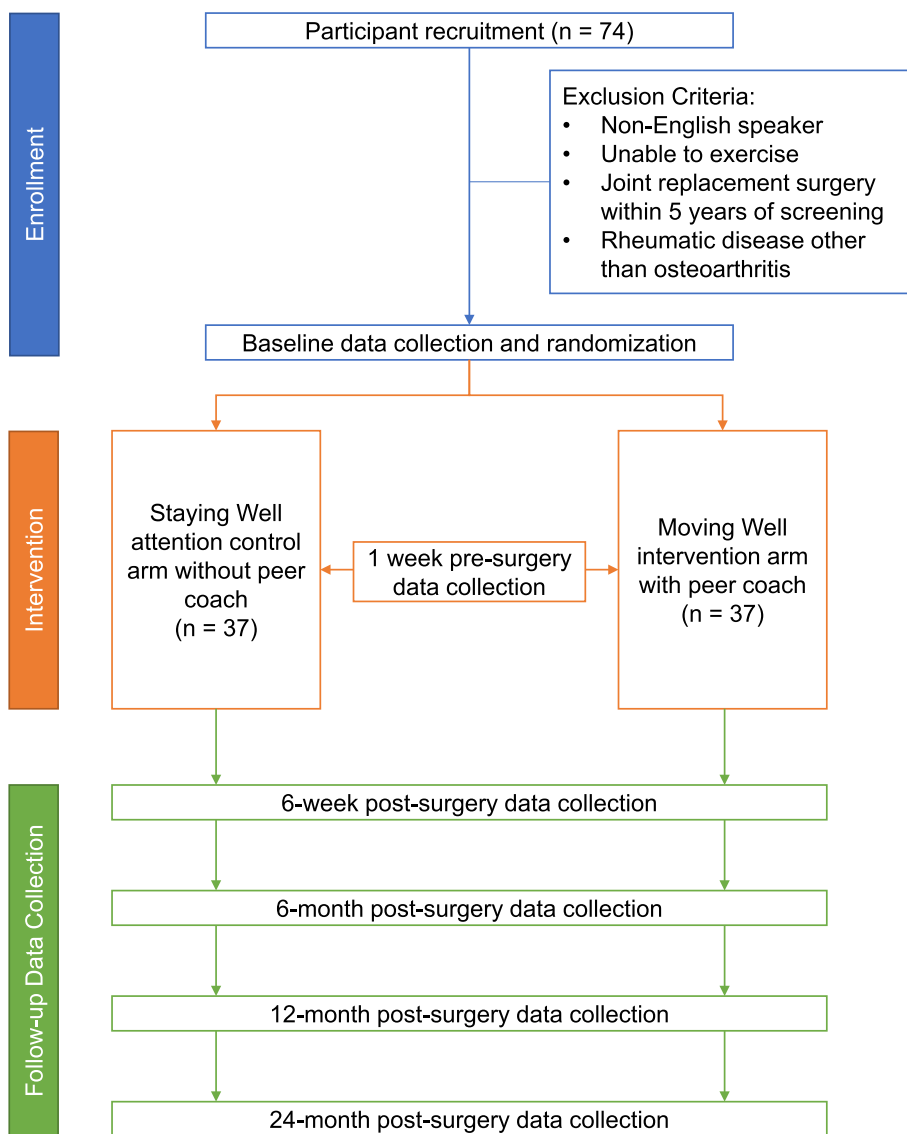 Participant recruitment (n = 74)
Enrollment
Exclusion Criteria:
• Non-English speaker
• Unable to exercise
• Joint replacement surgery
within 5 years of screening
• Rheumatic disease other
than osteoarthritis
Baseline data collection and randomization
Intervention
Staying Well
attention control
arm without peer
coach
(n = 37)
1 week pre-surgery
data collection
Moving Well
intervention arm
with peer coach
(n = 37)
Follow-up Data Collection
6-week post-surgery data collection
6-month post-surgery data collection
12-month post-surgery data collection
24-month post-surgery data collection